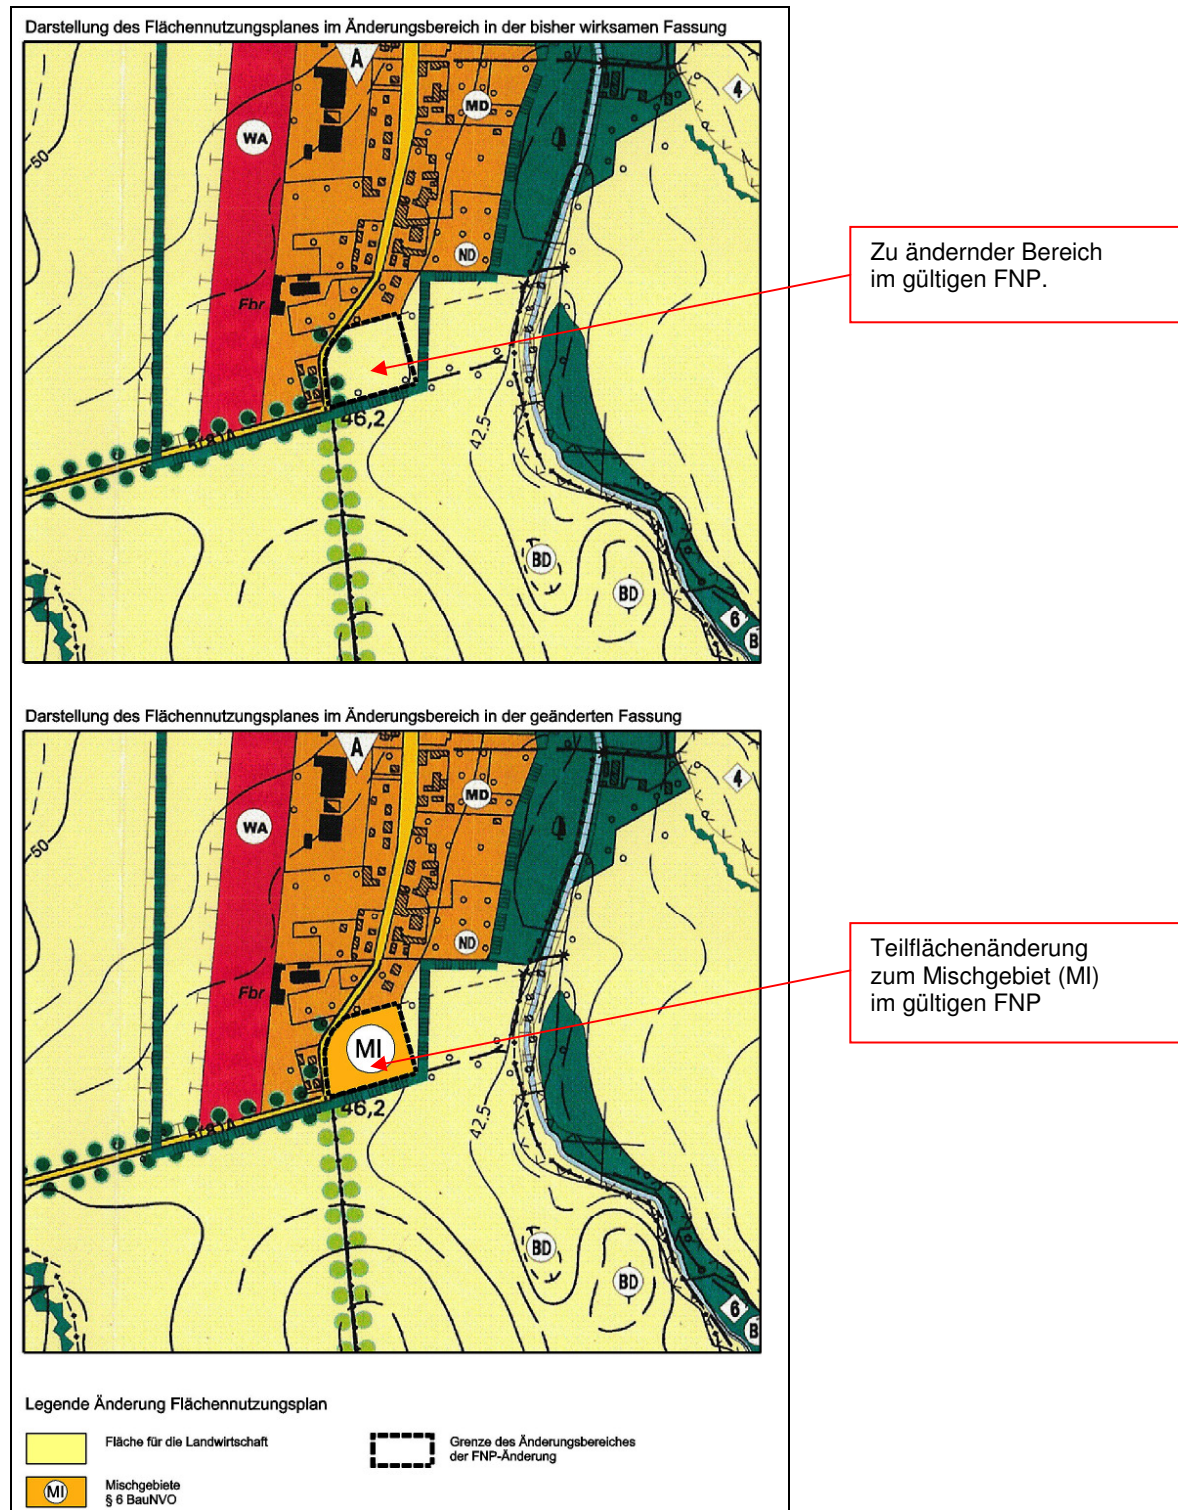 Darstellung des Flächennutzungsplanes im Änderungsbereich in der bisher wirksamen Fassung
A
4
MD
WA
50
ND
Fbr
46,2
42.5
BD
BD
6
B
Zu ändernder Bereich
im gültigen FNP.
Darstellung des Flächennutzungsplanes im Änderungsbereich in der geänderten Fassung
A
4
MD
WA
50
ND
Fbr
MI
46,2
42.5
BD
BD
6
B
Teilflächenänderung
zum Mischgebiet (MI)
im gültigen FNP
Legende Änderung Flächennutzungsplan
Fläche für die Landwirtschaft
Grenze des Änderungsbereiches
der FNP-Änderung
MI
Mischgebiete
§ 6 BauNVO